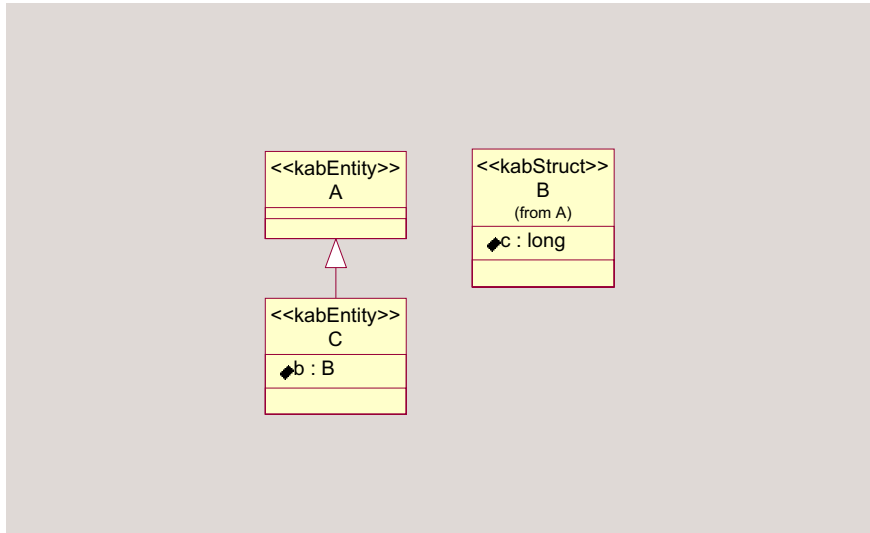 <<kabEntity>>
A
<<kabStruct>>
B
(from A)
c : long
<<kabEntity>>
C
b : B